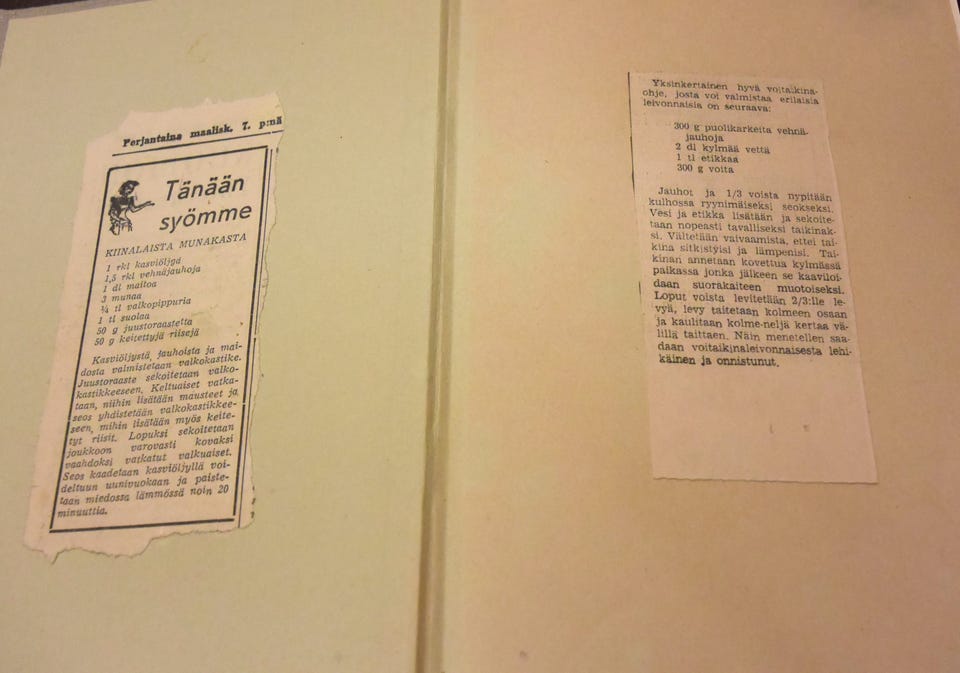 Perjantaina maalisk. 7. p:nä
Tänään
syömme
KIINALAISTA MUNAKASTA
1 rkl kasviöljyä
1,5 rkl vehnäjauhoja
1 dl maitoa
3 munaa
¼ tl valkopippuria
1 tl suolaa
50 g juustoraastetta
50 g keitettyjä riisejä
Kasviöljystä, jauhoista ja mai-
dosta valmistetaan valkokastike.
Juustoraaste sekoitetaan valko-
kastikkeeseen. Keltuaiset vatka-
taan, niihin lisätään mausteet ja
seos yhdistetään valkokastikkee-
seen, mihin lisätään myös keite-
tyt riisit. Lopuksi sekoitetaan
joukkoon varovasti kovaksi
vaahdoksi vatkatut valkuaiset.
Seos kaadetaan kasviöljyllä voi-
deltuun uunivuokaan ja paiste-
taan miedossa lämmössä noin 20
minuuttia.
Yksinkertainen hyvä voitaikina-
ohje, josta voi valmistaa erilaisia
leivonnaisia on seuraava:
300 g puolikarkeita vehnä-
jauhoja
2 dl kylmää vettä
1 tl etikkaa
300 g voita
Jauhot ja 1/3 voista nypitään
kulhossa ryynimäiseksi seokseksi.
Vesi ja etikka lisätään ja sekoite-
taan nopeasti tavalliseksi taikinak-
si. Vältetään vaivaamista, ettei tai-
kina sitkistyisi ja lämpenisi. Tai-
kinan annetaan kovettua kylmässä
paikassa jonka jälkeen se kaaviloi-
daan suorakaiteen muotoiseksi.
Loput voista levitetään 2/3:lle le-
vyä, levy taitetaan kolmeen osaan
ja kaulitaan kolme-neljä kertaa vä-
lillä taittaen. Näin menetellen saa-
daan voitaikinaleivonnaisesta lehi-
käinen ja onnistunut.